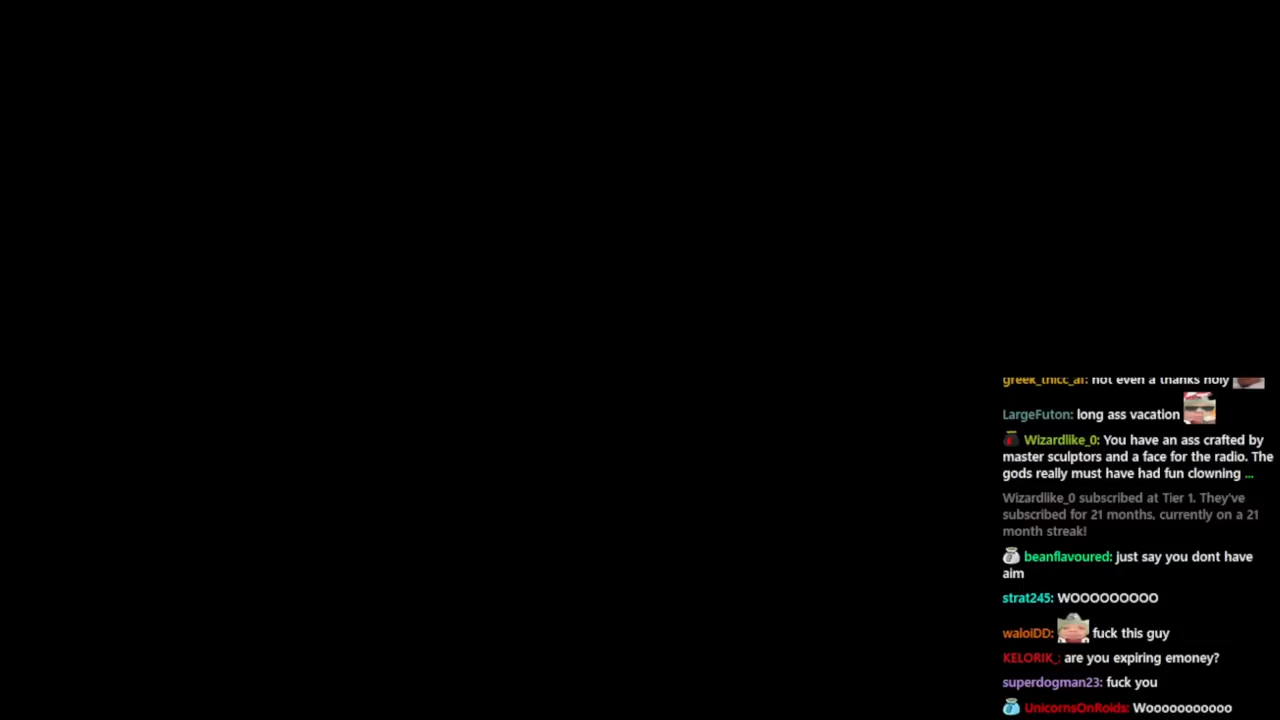 greek_thicc_af: not even a thanks holy
LargeFuton: long ass vacation
Wizardlike_0: You have an ass crafted by
master sculptors and a face for the radio. The
gods really must have had fun clowning ...
Wizardlike_0 subscribed at Tier 1. They've
subscribed for 21 months, currently on a 21
month streak!
beanflavoured: just say you dont have
aim
strat245: WOOOOOOOOO
waloiDD: fuck this guy
KELORIK_: are you expiring emoney?
superdogman23: fuck you
UnicornsOnRoids: Wooooooooooo